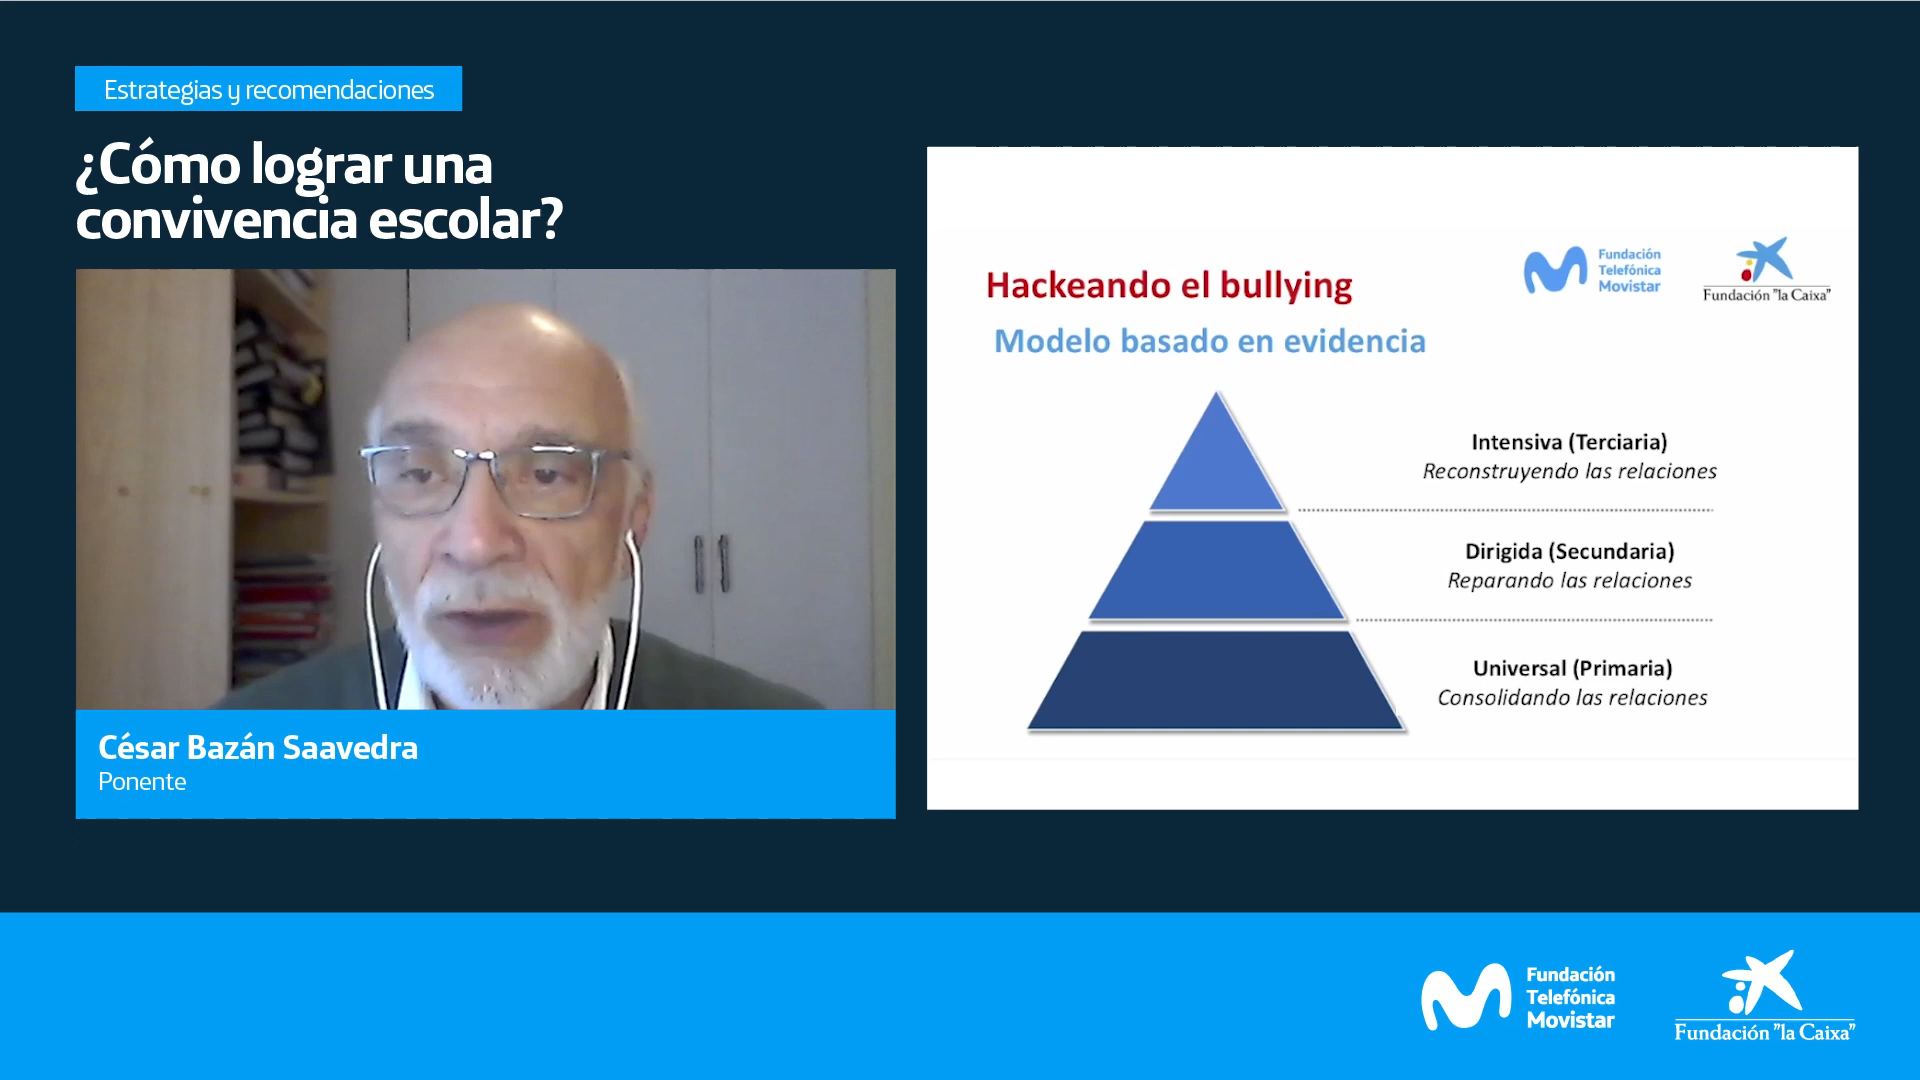 Estrategias y recomendaciones
¿Cómo lograr una
convivencia escolar?
César Bazán Saavedra
Ponente
Hackeando el bullying
Modelo basado en evidencia
Fundación
Telefónica
Movistar
Fundación "la Caixa"
Intensiva (Terciaria)
Reconstruyendo las relaciones
Dirigida (Secundaria)
Reparando las relaciones
Universal (Primaria)
Consolidando las relaciones
Fundación
Telefónica
Movistar
Fundación "la Caixa"